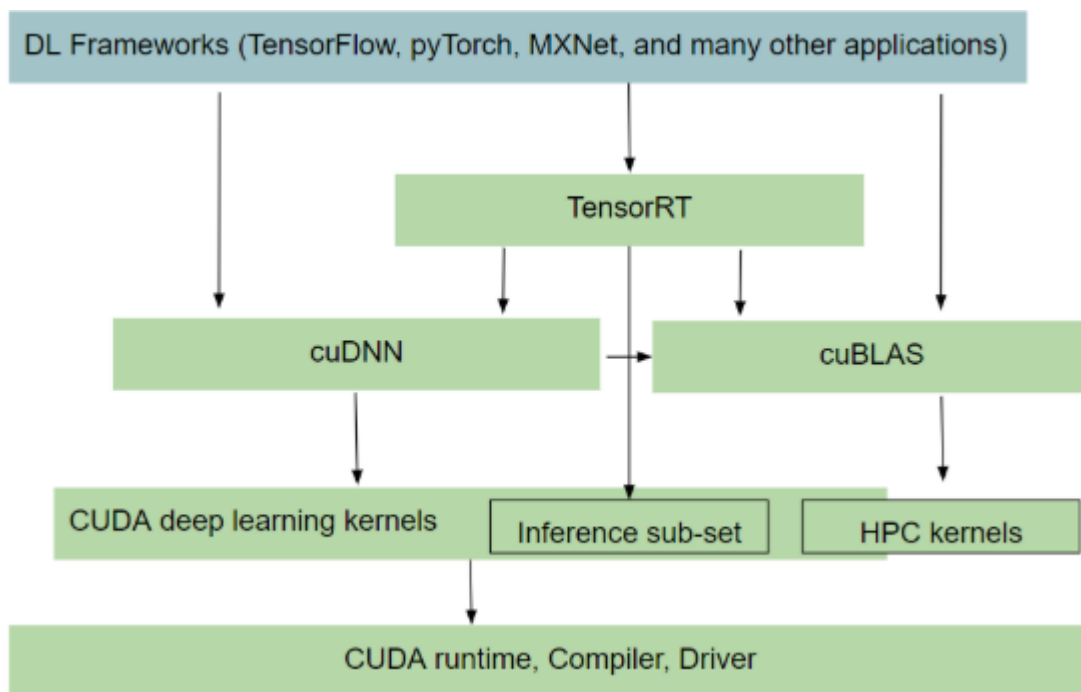 DL Frameworks (TensorFlow, pyTorch, MXNet, and many other applications)
TensorRT
cuDNN
cuBLAS
CUDA deep learning kernels
Inference sub-set
HPC kernels
CUDA runtime, Compiler, Driver